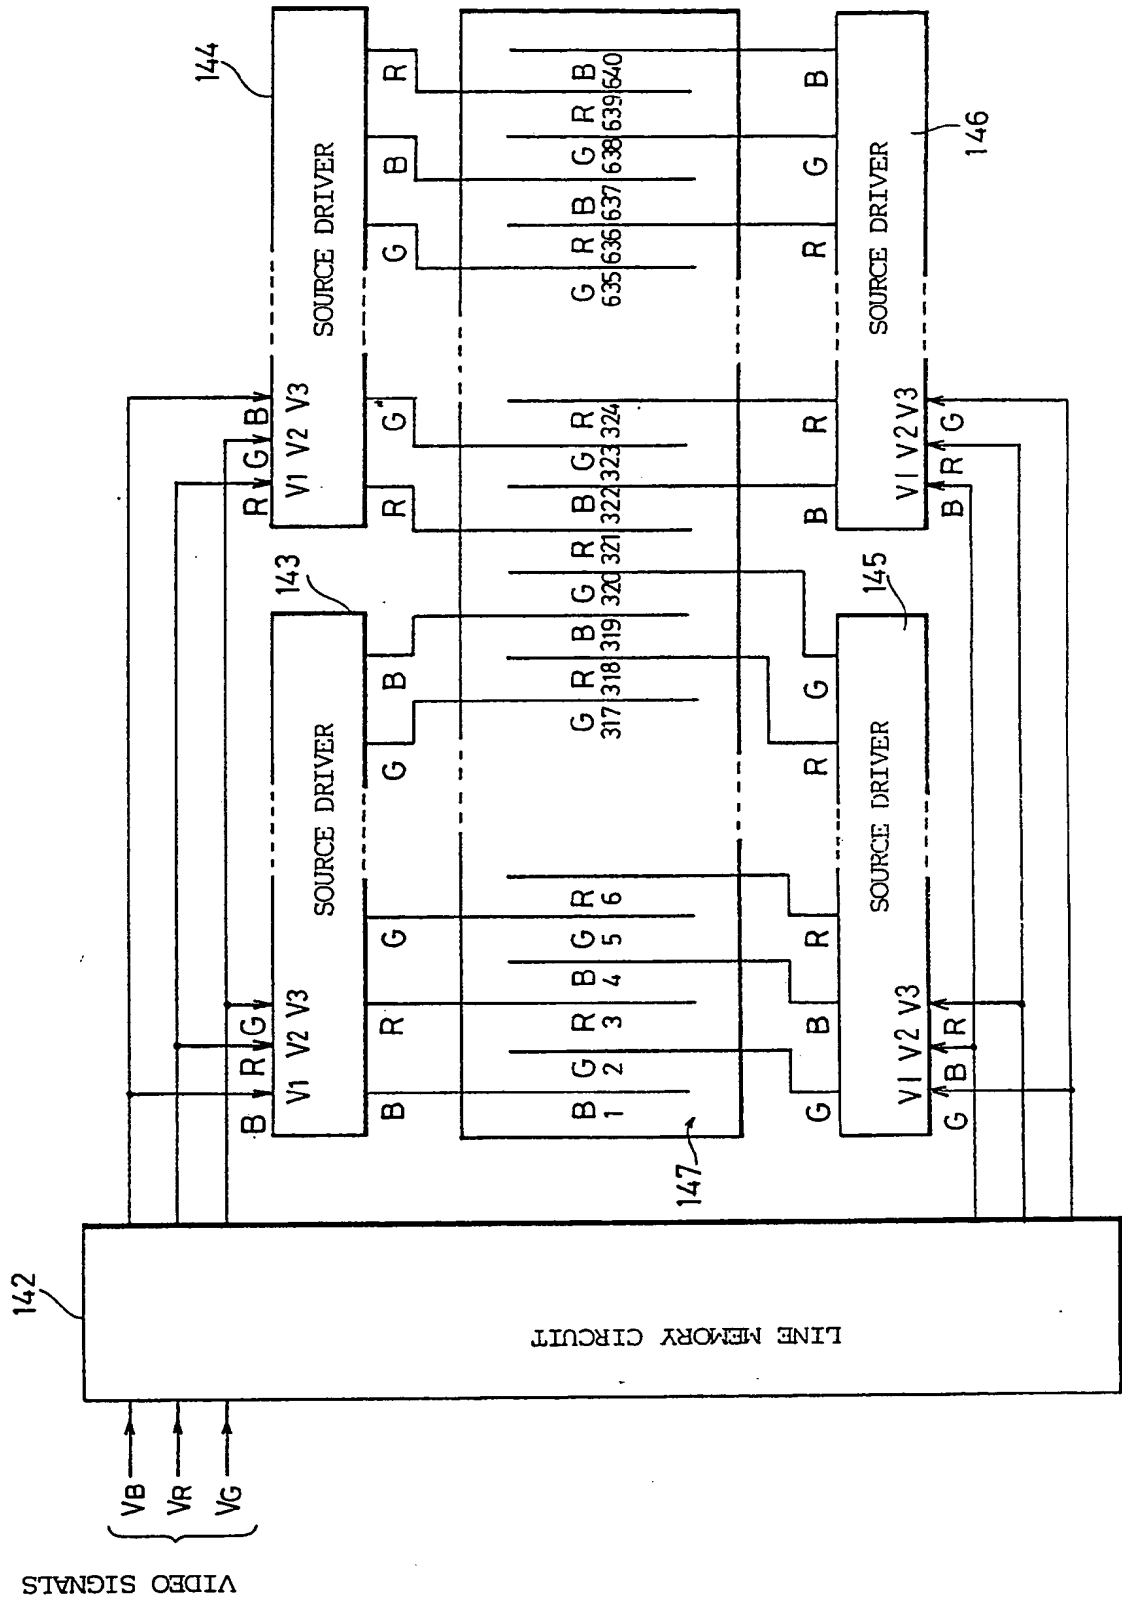 VIDEO SIGNALS
VB
VR
VG
142
LINE MEMORY CIRCUIT
B R G
V1 V2 V3
SOURCE DRIVER
143
R G B
V1 V2 V3
SOURCE DRIVER
144
B R G G B R G G B R
B G R B G R G R B G R B G R G R B G R B
1 2 3 4 5 6 317 318 319 320 321 322 323 324 635 636 637 638 639 640
147
G B R R G B R R G B
V1 V2 V3
SOURCE DRIVER
145
G B R
V1 V2 V3
SOURCE DRIVER
146
B R G